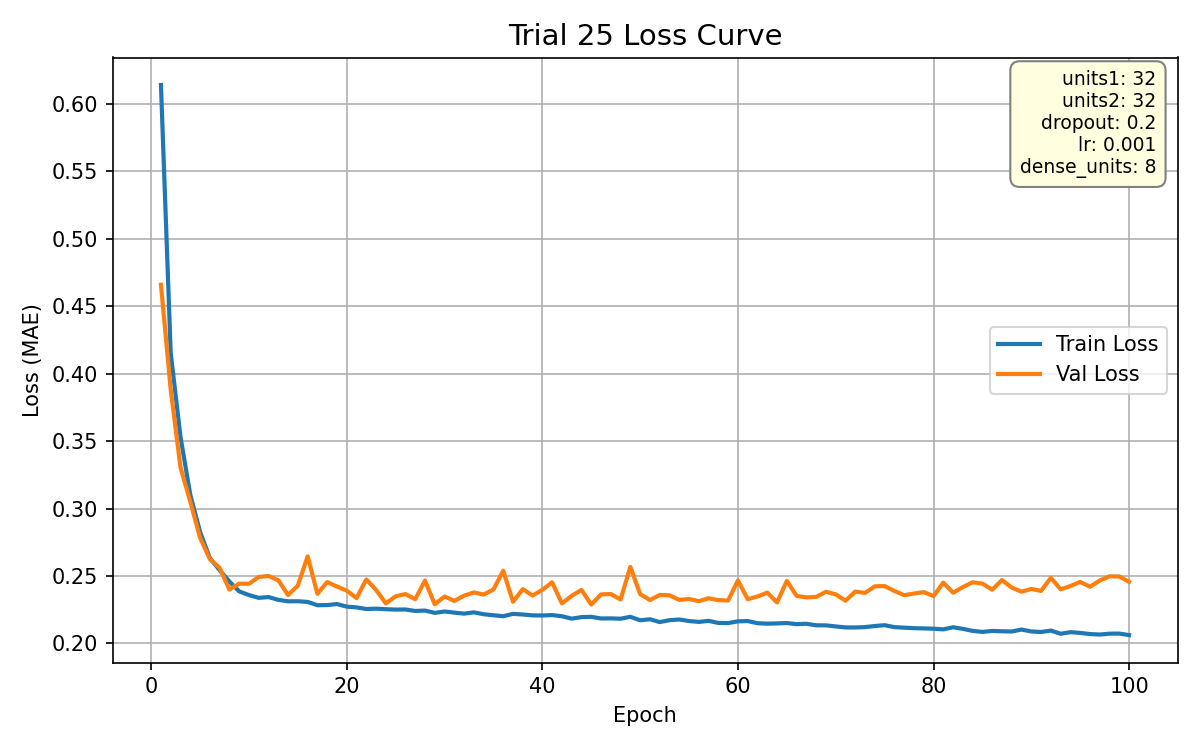 Trial 25 Loss Curve
units1: 32
units2: 32
dropout: 0.2
lr: 0.001
dense_units: 8
Train Loss
Val Loss
Loss (MAE)
0.60
0.55
0.50
0.45
0.40
0.35
0.30
0.25
0.20
0 20 40 60 80 100
Epoch